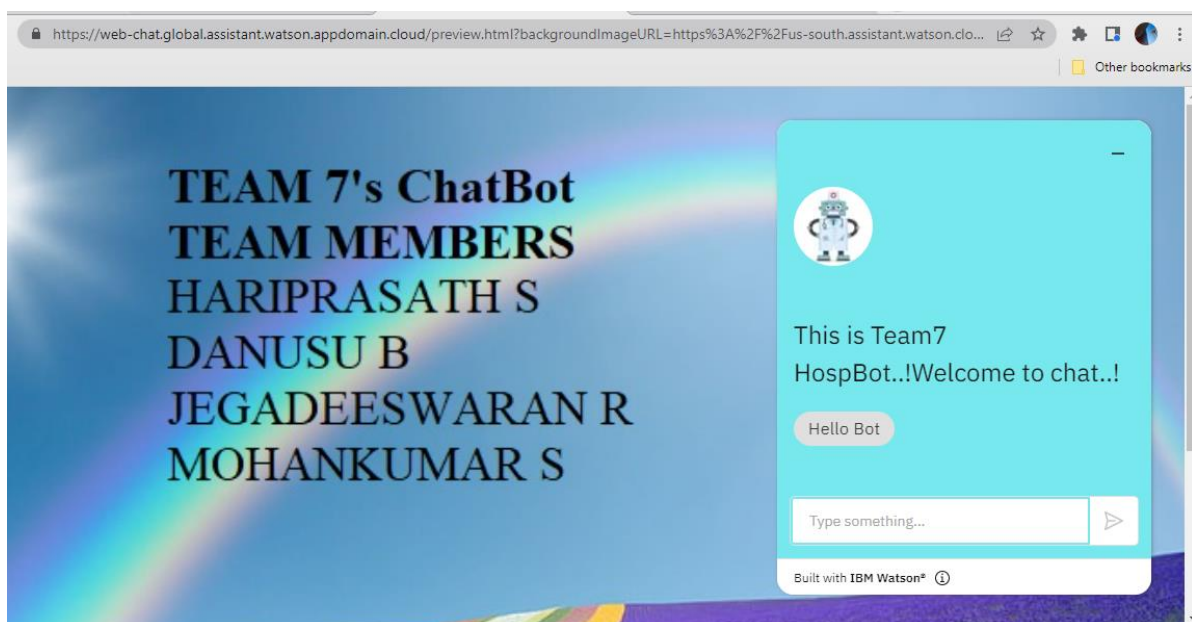 https://web-chat.global.assistant.watson.appdomain.cloud/preview.html?backgroundImageURL=https%3A%2F%2Fus-south.assistant.watson.clo...
Other bookmarks
TEAM 7's ChatBot
TEAM MEMBERS
HARIPRASATH S
DANUSU B
JEGADEESWARAN R
MOHANKUMAR S
This is Team7
HospBot..!Welcome to chat..!
Hello Bot
Type something...
Built with IBM Watson®